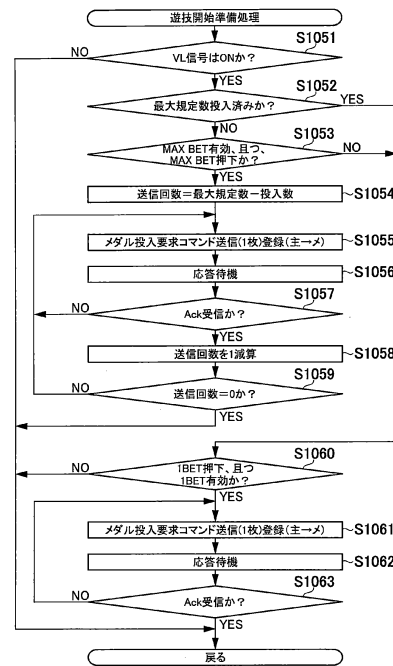 遊技開始準備処理
S1051
NO
VL信号はONか?
YES
S1052
最大規定数投入済みか?
YES
NO
S1053
MAX BET有効、且つ、
MAX BET押下か?
NO
YES
送信回数=最大規定数−投入数
S1054
メダル投入要求コマンド送信(1枚)登録(主→メ)
S1055
応答待機
S1056
S1057
NO
Ack受信か?
YES
送信回数を1減算
S1058
S1059
NO
送信回数=0か?
YES
S1060
NO
1BET押下、且つ
1BET有効か?
YES
メダル投入要求コマンド送信(1枚)登録(主→メ)
S1061
応答待機
S1062
S1063
NO
Ack受信か?
YES
戻る